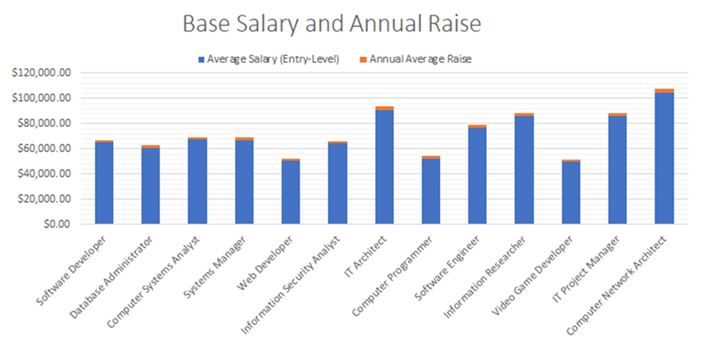 Base Salary and Annual Raise
Average Salary (Entry-Level) Annual Average Raise
$120,000.00
$100,000.00
$80,000.00
$60,000.00
$40,000.00
$20,000.00
$0.00
Software Developer
Database Administrator
Computer Systems Analyst
Systems Manager
Web Developer
Information Security Analyst
IT Architect
Computer Programmer
Software Engineer
Information Researcher
Video Game Developer
IT Project Manager
Computer Network Architect